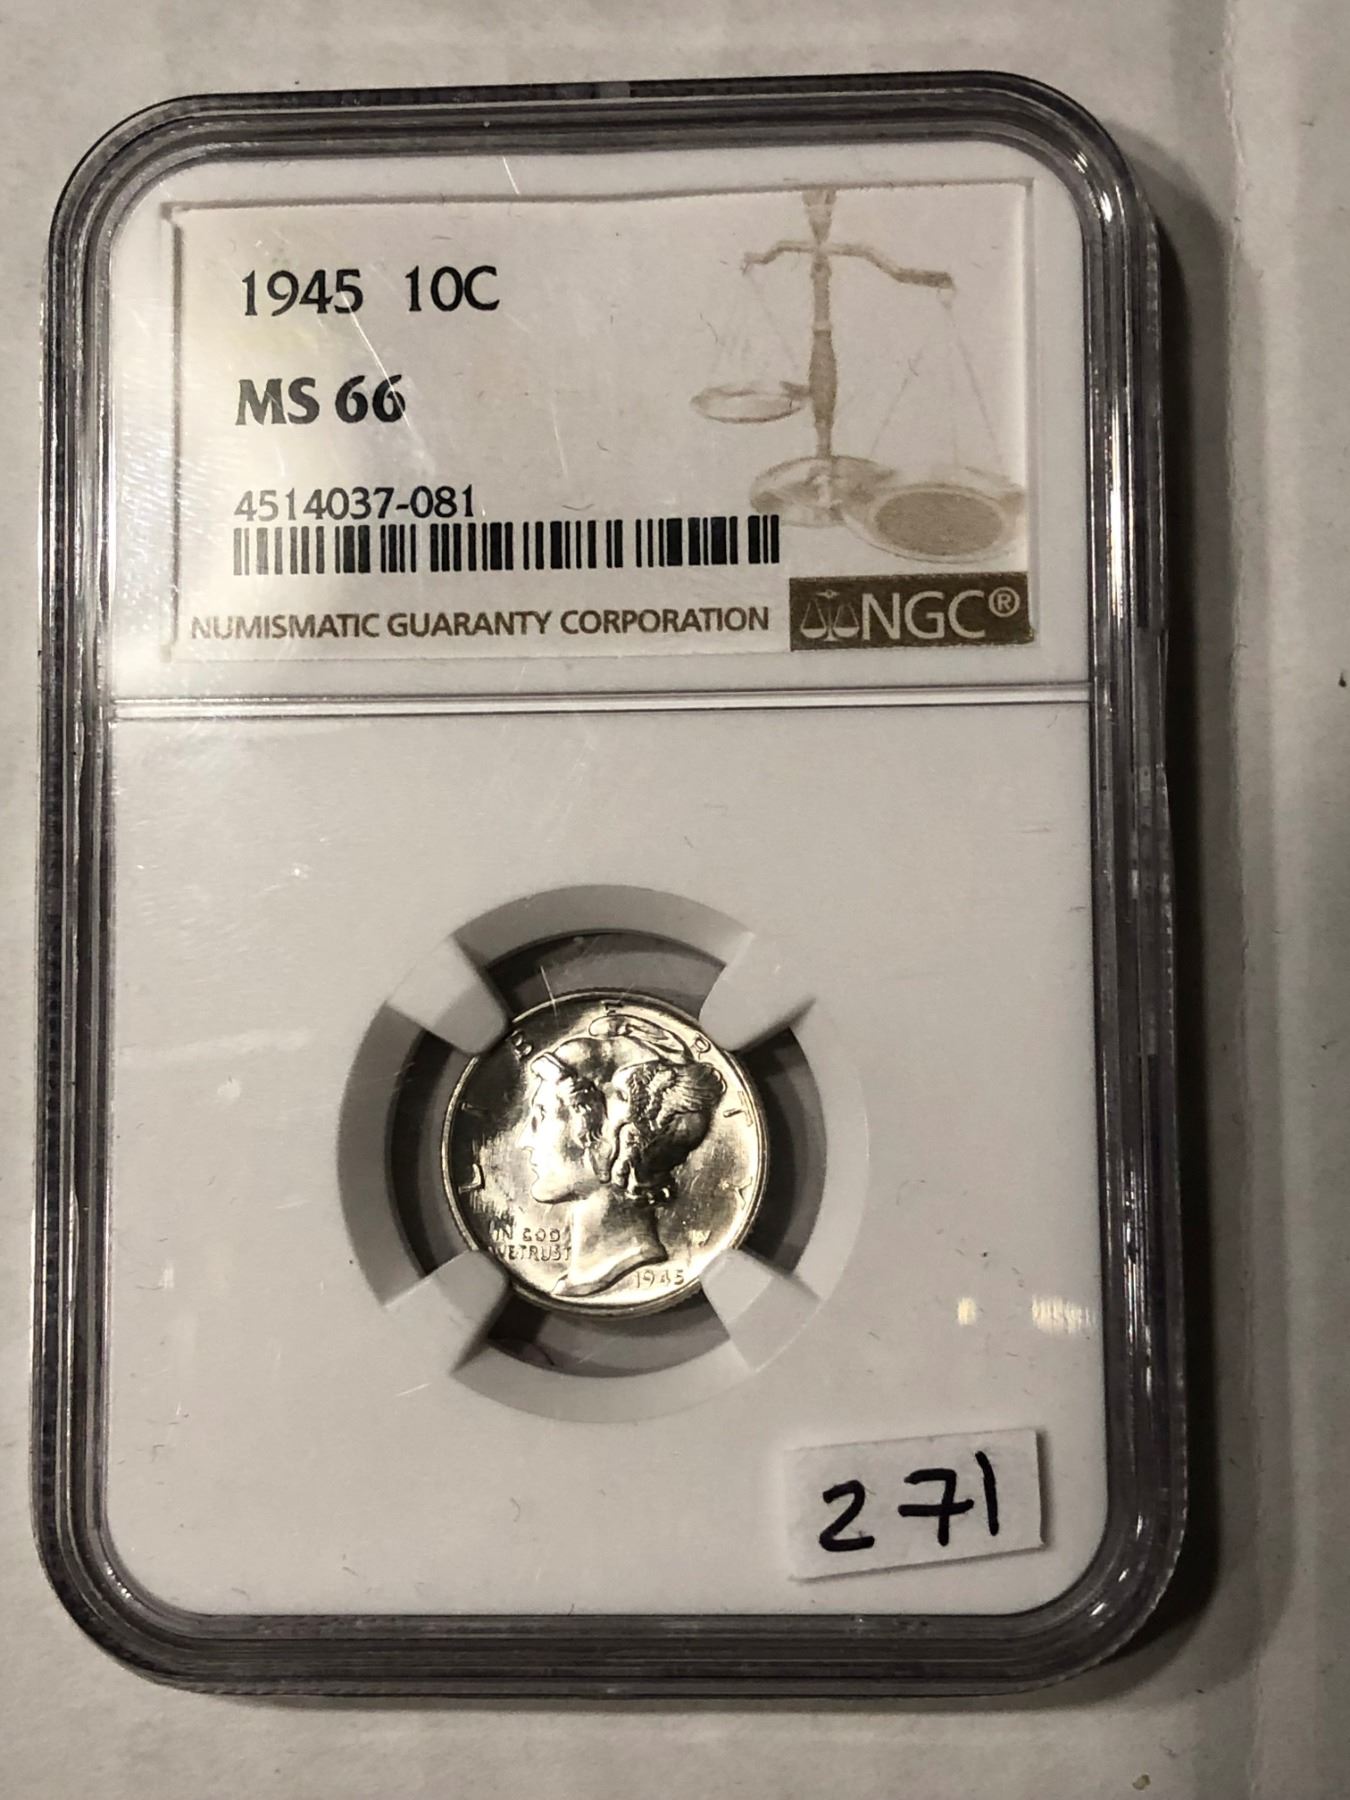 1945 10C
MS 66
4514037-081
NUMISMATIC GUARANTY CORPORATION NGC®
LIBERTY
IN GOD
WE TRUST
1945
271